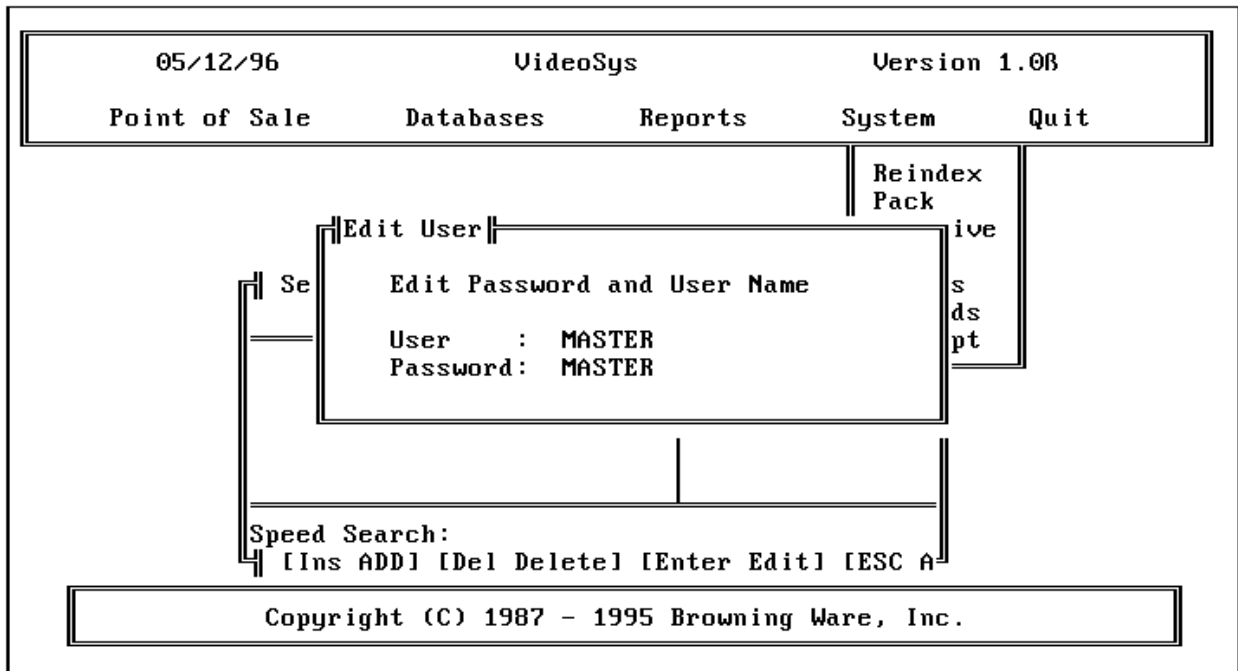 05/12/96 VideoSys Version 1.0ß
Point of Sale Databases Reports System Quit
Reindex
Pack
Edit User ive
Se Edit Password and User Name s
ds
User : MASTER pt
Password: MASTER
Speed Search:
[Ins ADD] [Del Delete] [Enter Edit] [ESC A
Copyright (C) 1987 - 1995 Browning Ware, Inc.